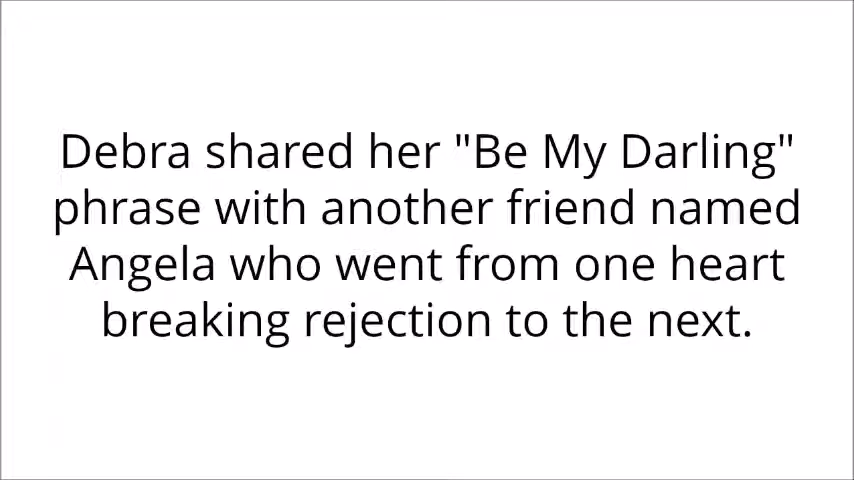 Debra shared her "Be My Darling"
phrase with another friend named
Angela who went from one heart
breaking rejection to the next.